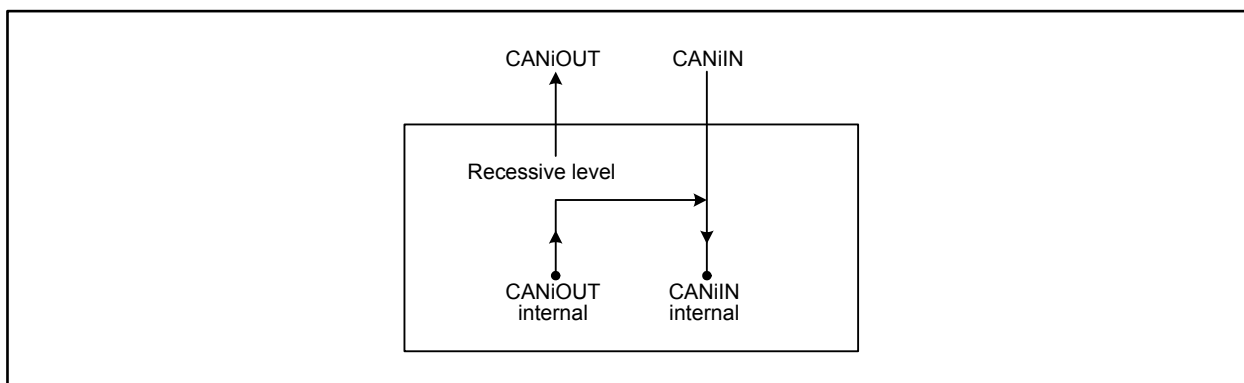 CANiOUT CANiIN
Recessive level
CANiOUT internal
CANiIN internal